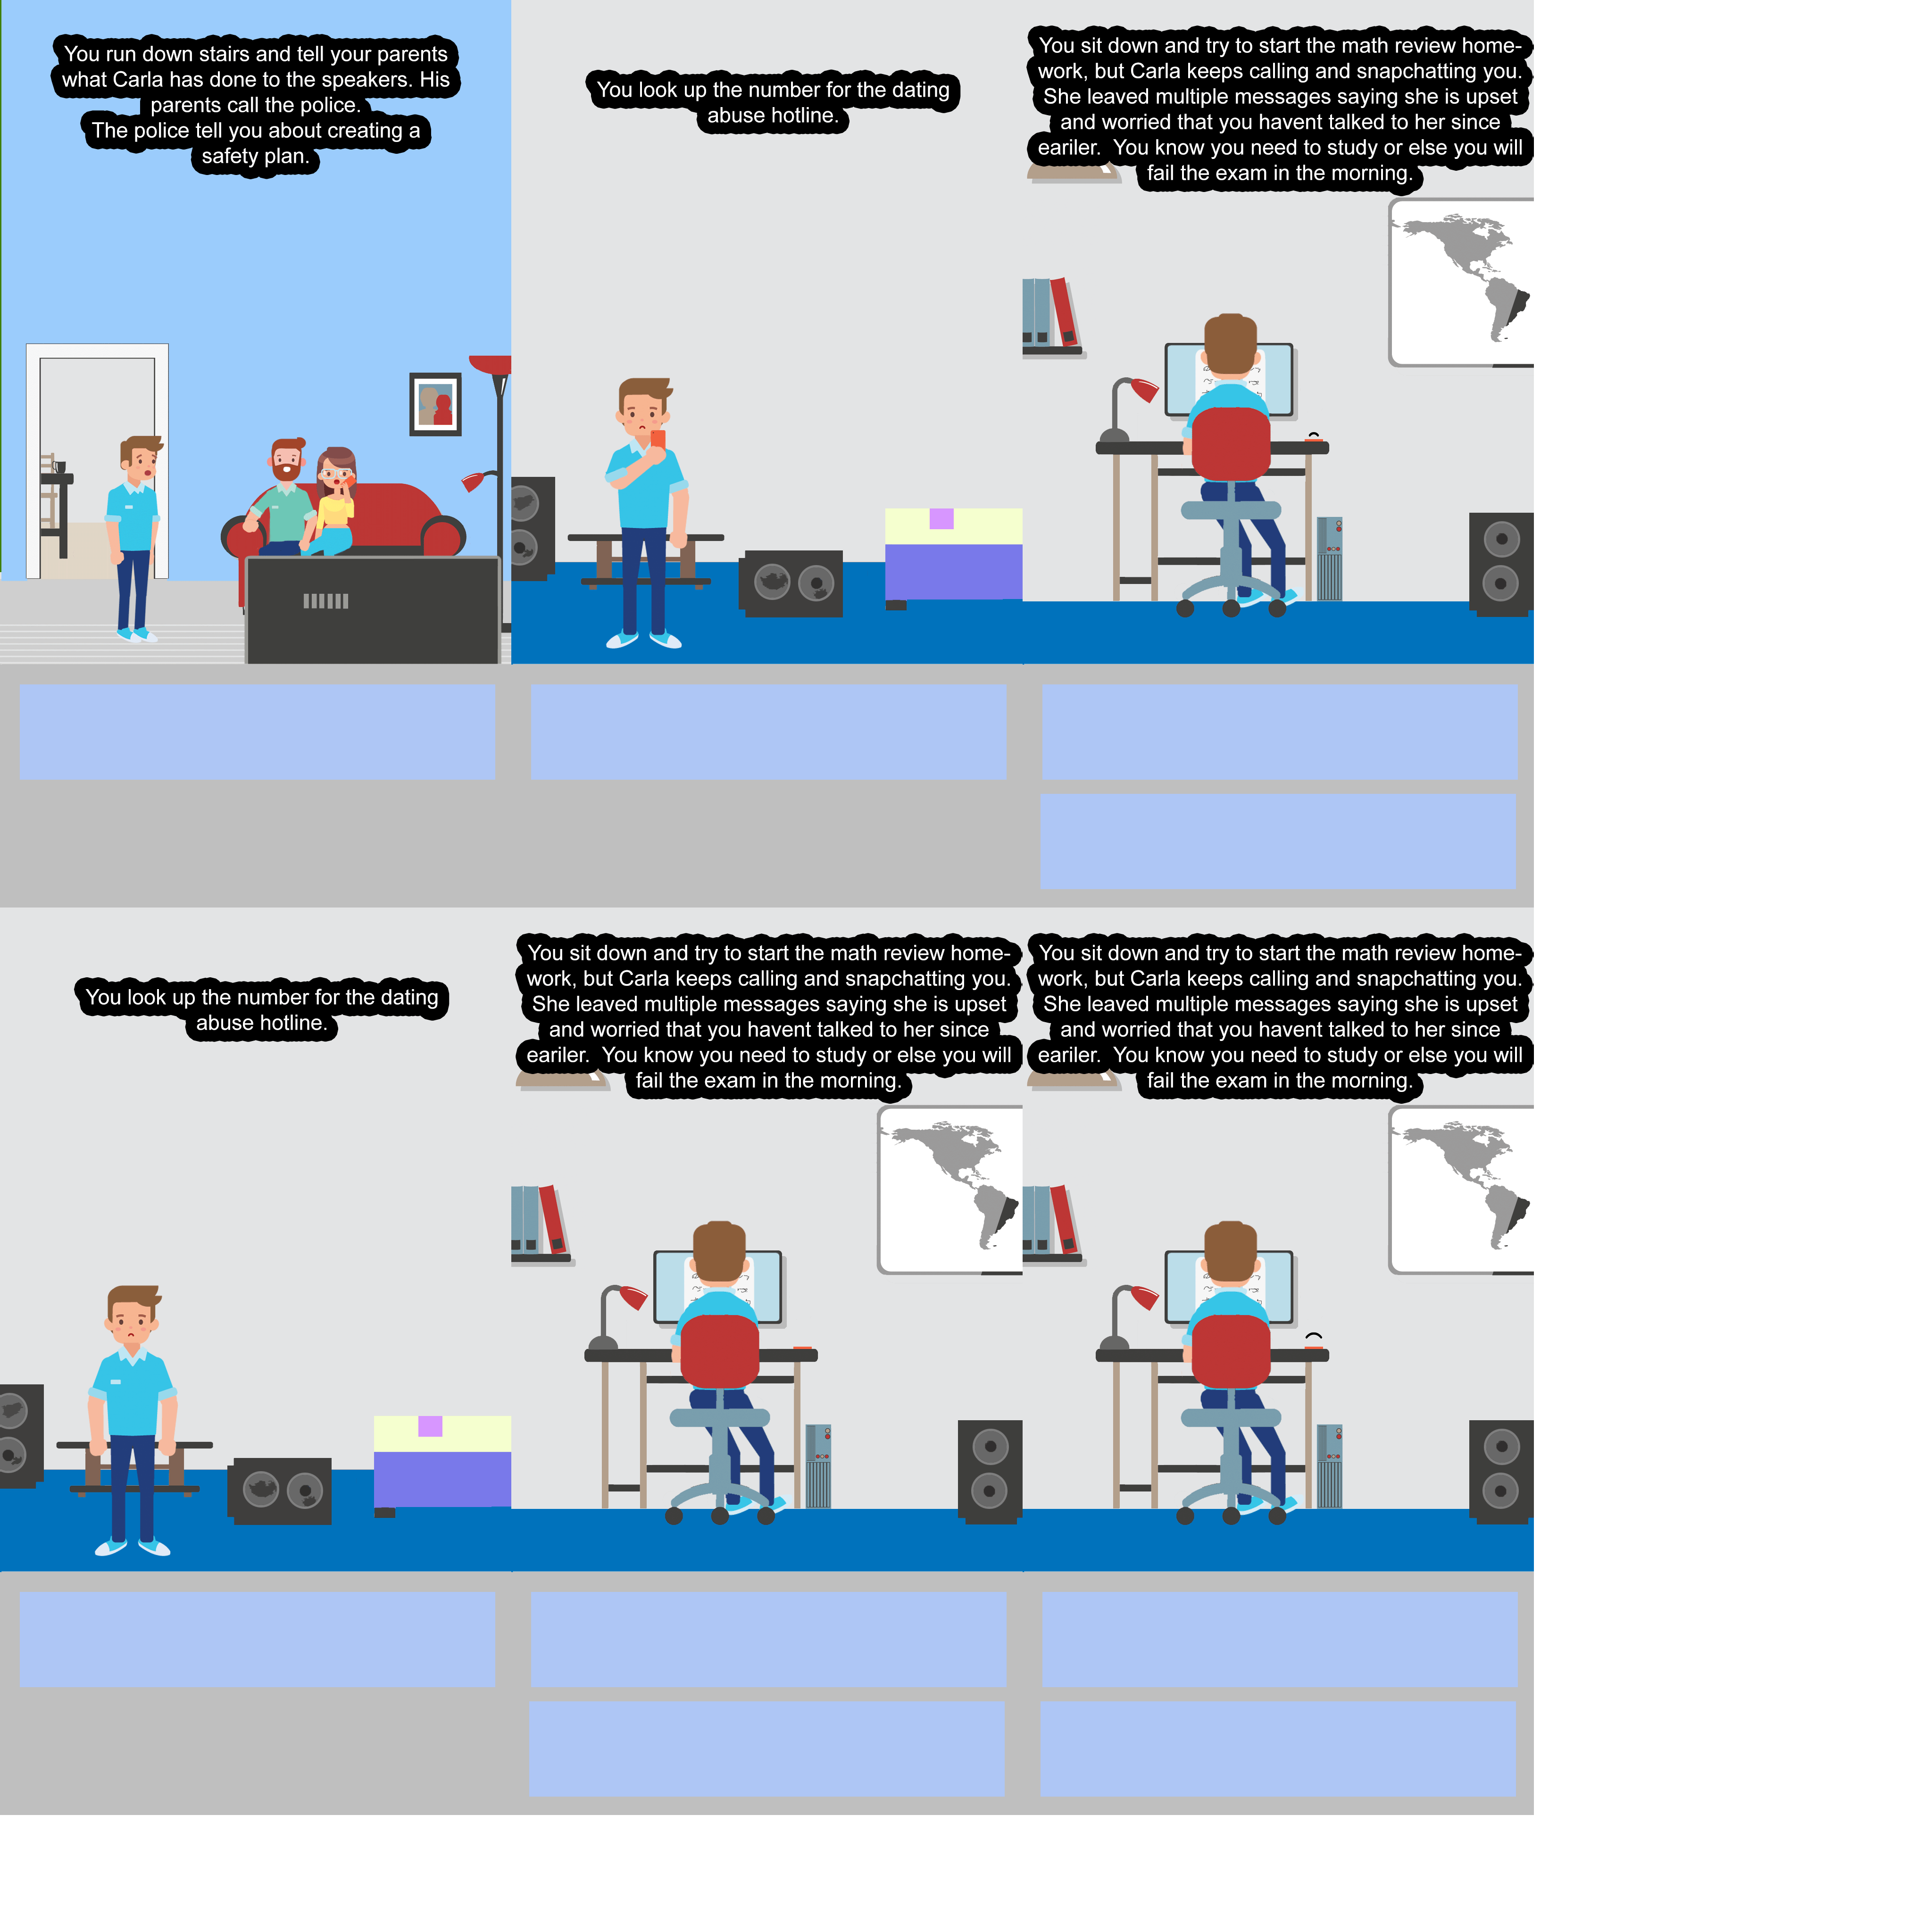 You run down stairs and tell your parents
what Carla has done to the speakers. His
parents call the police.
The police tell you about creating a
safety plan.
You look up the number for the dating
abuse hotline.
You sit down and try to start the math review home-
work, but Carla keeps calling and snapchatting you.
She leaved multiple messages saying she is upset
and worried that you havent talked to her since
eariler.  You know you need to study or else you will
fail the exam in the morning.
You look up the number for the dating
abuse hotline.
You sit down and try to start the math review home-
work, but Carla keeps calling and snapchatting you.
She leaved multiple messages saying she is upset
and worried that you havent talked to her since
eariler.  You know you need to study or else you will
fail the exam in the morning.
You sit down and try to start the math review home-
work, but Carla keeps calling and snapchatting you.
She leaved multiple messages saying she is upset
and worried that you havent talked to her since
eariler.  You know you need to study or else you will
fail the exam in the morning.